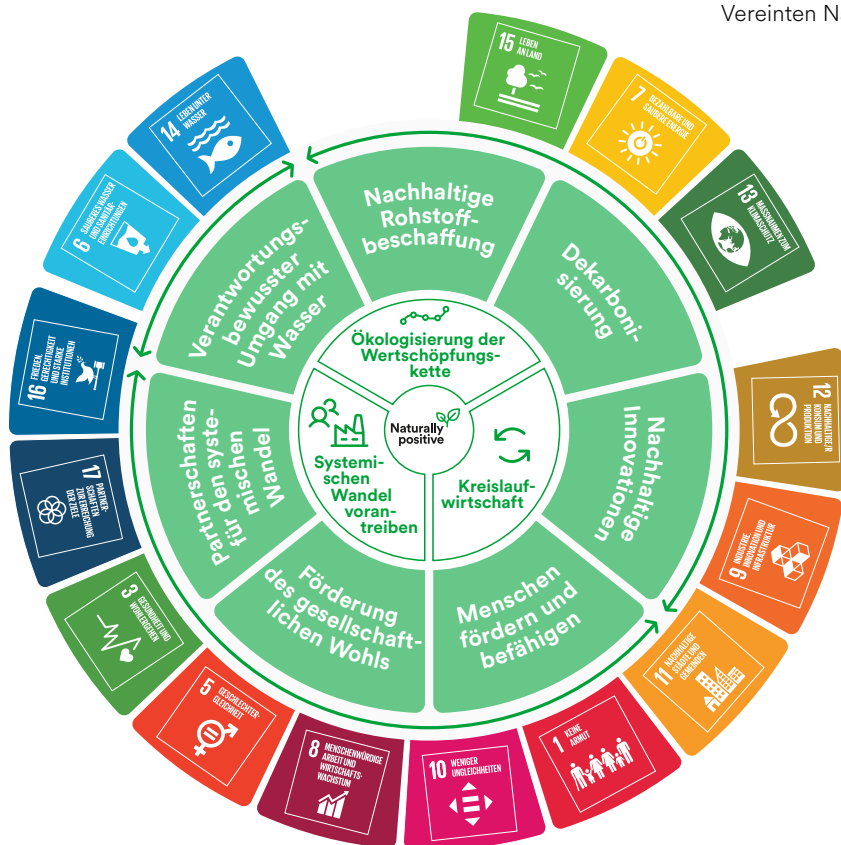 Vereinten Na
15 LEBEN
AN LAND
7 BEZAHLBARE UND
SAUBERE ENERGIE
13 MASSNAHMEN ZUM
KLIMASCHUTZ
12 NACHHALTIGE/R
KONSUM UND
PRODUKTION
9 INDUSTRIE,
INNOVATION UND
INFRASTRUKTUR
11 NACHHALTIGE
STÄDTE UND
GEMEINDEN
1 KEINE
ARMUT
10 WENIGER
UNGLEICHHEITEN
8 MENSCHENWÜRDIGE
ARBEIT UND
WIRTSCHAFTS-
WACHSTUM
5 GESCHLECHTER-
GLEICHHEIT
3 GESUNDHEIT UND
WOHLERGEHEN
17 PARTNER-
SCHAFTEN
ZUR ERREICHUNG
DER ZIELE
16 FRIEDEN,
GERECHTIGKEIT
UND STARKE
INSTITUTIONEN
6 SAUBERES WASSER
UND SANITÄR-
EINRICHTUNGEN
14 LEBEN UNTER
WASSER
Nachhaltige
Rohstoff-
beschaffung
Dekarboni-
sierung
Nachhaltige
Innovationen
Menschen
fördern und
befähigen
Förderung
des gesellschaft-
lichen Wohls
Partnerschaften
für den syste-
mischen
Wandel
Verantwortungs-
bewusster
Umgang mit
Wasser
Ökologisierung der
Wertschöpfungs-
kette
Kreislauf-
wirtschaft
Systemi-
schen
Wandel
voran-
treiben
Naturally
positive